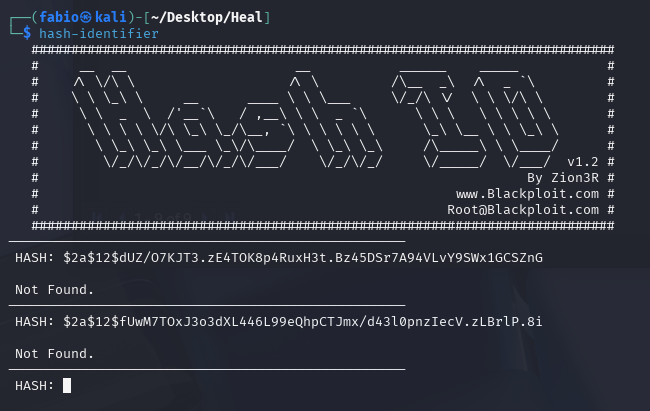 ┌──(fabio㉿kali)-[~/Desktop/Heal]
└─$ hash-identifier
#########################################################################
# By Zion3R #
# www.Blackploit.com #
# Root@Blackploit.com #
v1.2
#########################################################################
--------------------------------------------------
HASH: $2a$12$dUZ/O7KJT3.zE4TOK8p4RuxH3t.Bz45DSr7A94VLvY9SWx1GCSZnG
Not Found.
--------------------------------------------------
HASH: $2a$12$fUwM7TOxJ3o3dXL446L99eQhpCTJmx/d43l0pnzIecV.zLBrlP.8i
Not Found.
--------------------------------------------------
HASH: